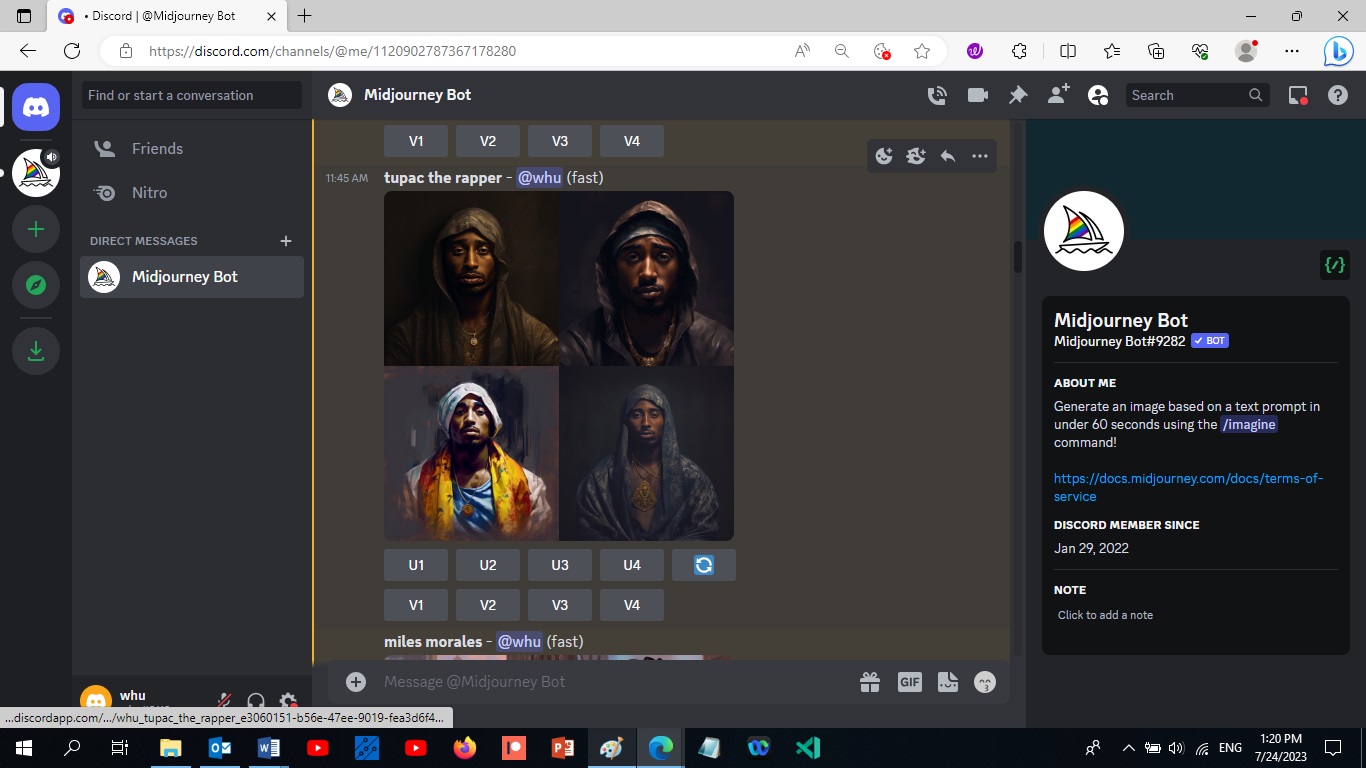 • Discord | @Midjourney Bot
https://discord.com/channels/@me/1120902787367178280
Find or start a conversation
Midjourney Bot
Search
Friends
Nitro
DIRECT MESSAGES
Midjourney Bot
V1 V2 V3 V4
11:45 AM tupac the rapper - @whu (fast)
U1 U2 U3 U4
V1 V2 V3 V4
miles morales - @whu (fast)
Message @Midjourney Bot
GIF
Midjourney Bot
Midjourney Bot#9282 BOT
ABOUT ME
Generate an image based on a text prompt in
under 60 seconds using the /imagine
command!
https://docs.midjourney.com/docs/terms-of-
service
DISCORD MEMBER SINCE
Jan 29, 2022
NOTE
Click to add a note
whu
...discordapp.com/.../whu_tupac_the_rapper_e3060151-b56e-47ee-9019-fea3d6f4...
ENG
1:20 PM
7/24/2023